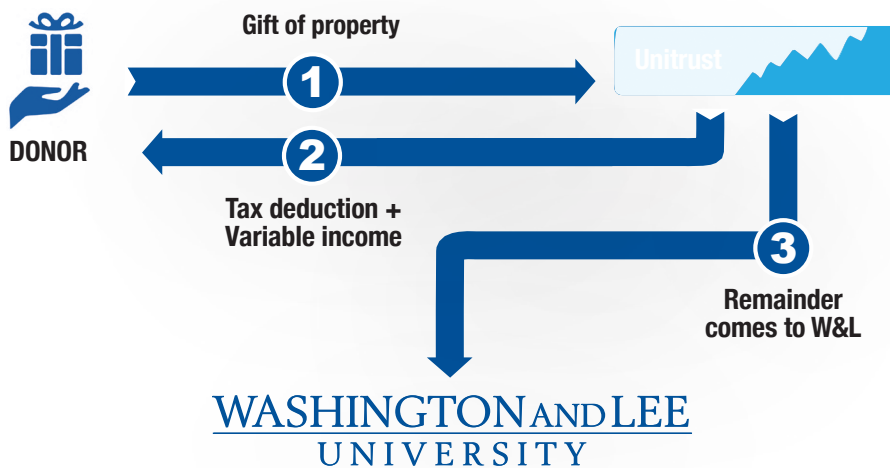 Gift of property
Unitrust
1
DONOR
2
Tax deduction +
Variable income
3
Remainder
comes to W&L
WASHINGTON AND LEE
UNIVERSITY